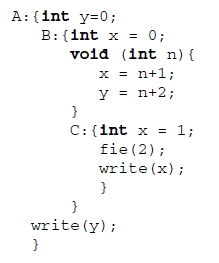 A:{int y=0;
B:{int x = 0;
void (int n){
x = n+1;
y = n+2;
}
C:{int x = 1;
fie(2);
write(x);
}
}
write(y);
}